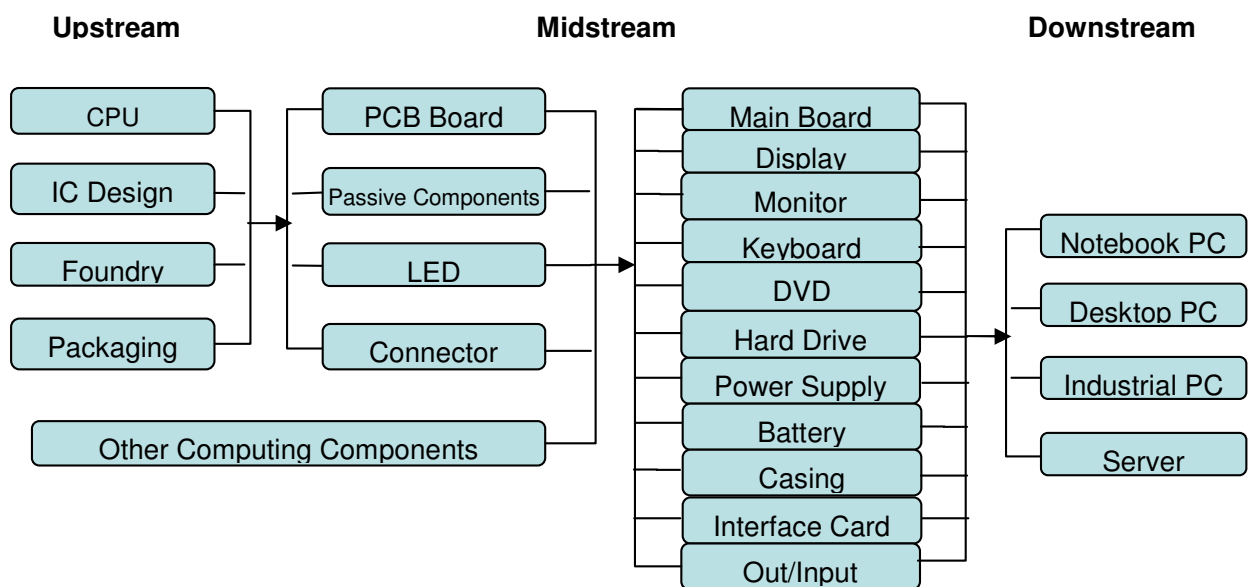 Upstream
Midstream
Downstream
CPU
IC Design
Foundry
Packaging
PCB Board
Passive Components
LED
Connector
Other Computing Components
Main Board
Display
Monitor
Keyboard
DVD
Hard Drive
Power Supply
Battery
Casing
Interface Card
Out/Input
Notebook PC
Desktop PC
Industrial PC
Server